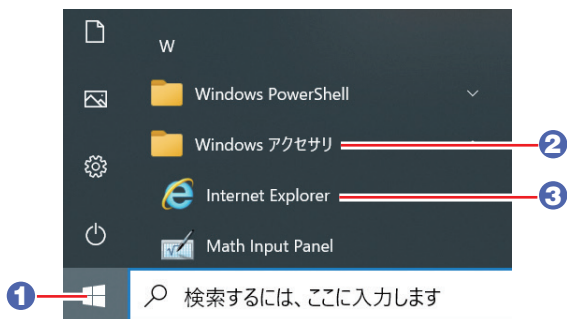 W
Windows PowerShell
Windows アクセサリ
2
Internet Explorer
3
Math Input Panel
1
検索するには、ここに入力します